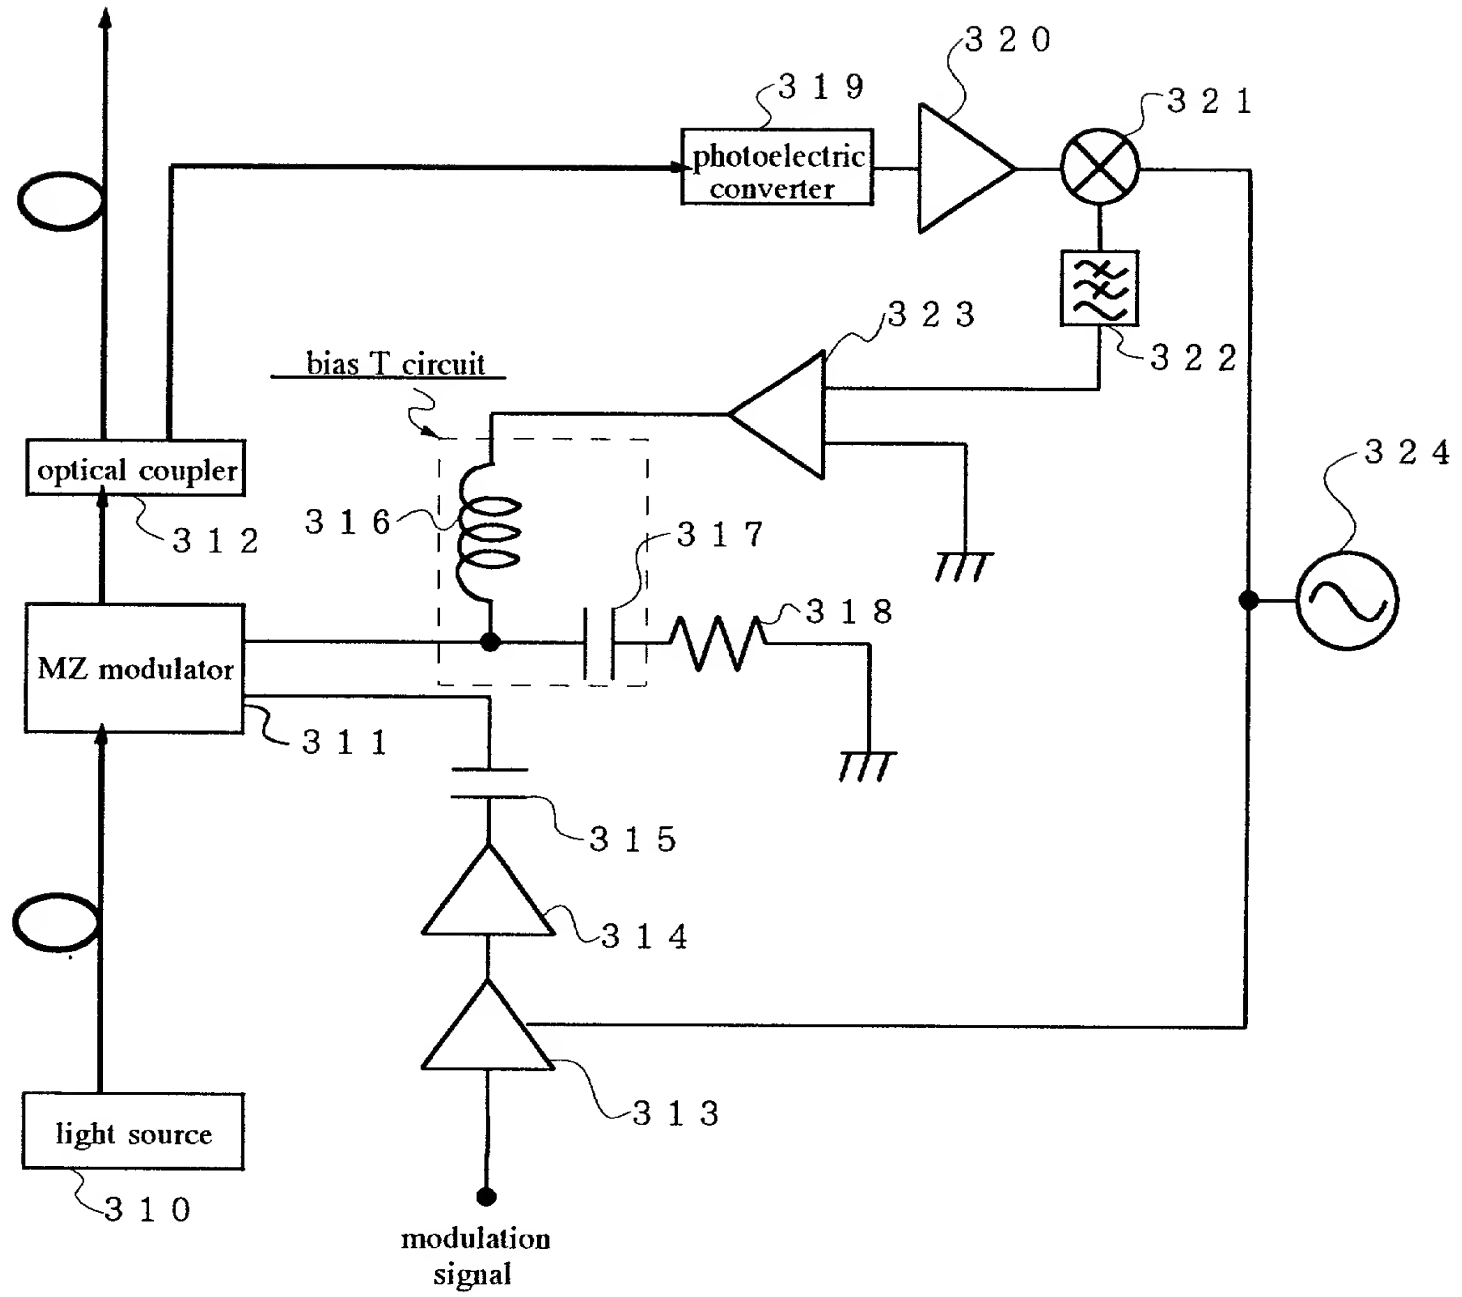 320
319
321
photoelectric
converter
323
322
bias T circuit
324
optical coupler
316
317
312
318
MZ modulator
311
315
314
313
light source
310
modulation
signal